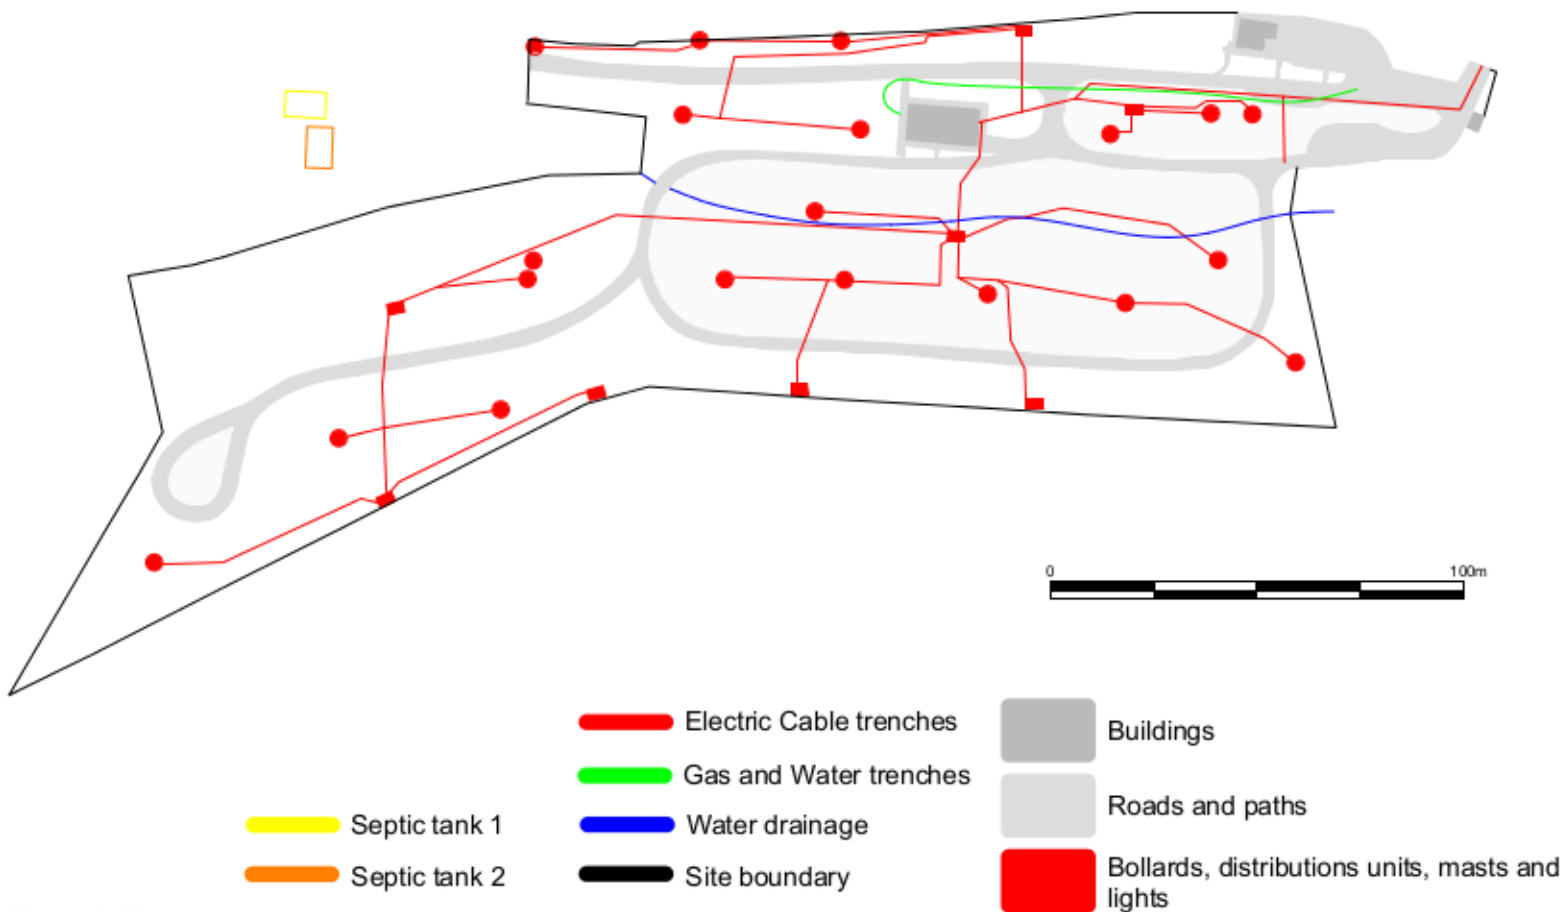 0 100m
Electric Cable trenches
Buildings
Gas and Water trenches
Roads and paths
Septic tank 1
Water drainage
Septic tank 2
Site boundary
Bollards, distributions units, masts and
lights